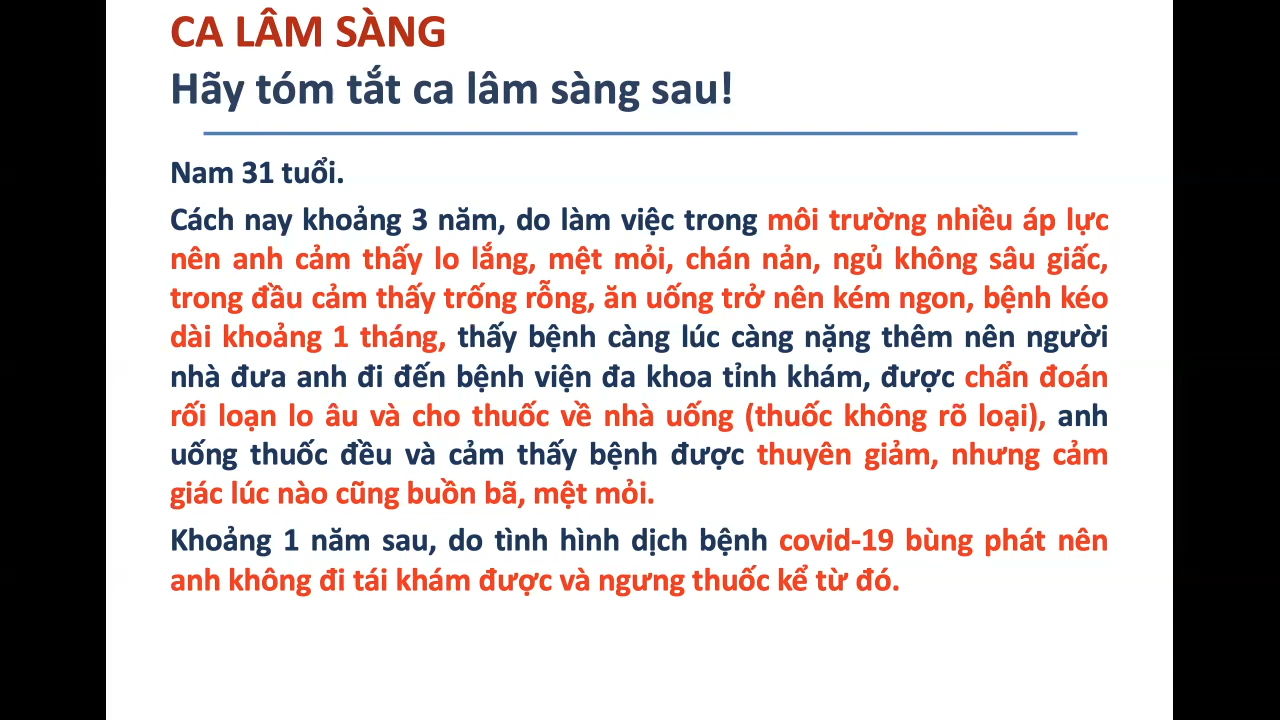 CA LÂM SÀNG
Hãy tóm tắt ca lâm sàng sau!
Nam 31 tuổi.
Cách nay khoảng 3 năm, do làm việc trong môi trường nhiều áp lực
nên anh cảm thấy lo lắng, mệt mỏi, chán nản, ngủ không sâu giấc,
trong đầu cảm thấy trống rỗng, ăn uống trở nên kém ngon, bệnh kéo
dài khoảng 1 tháng, thấy bệnh càng lúc càng nặng thêm nên người
nhà đưa anh đi đến bệnh viện đa khoa tỉnh khám, được chẩn đoán
rối loạn lo âu và cho thuốc về nhà uống (thuốc không rõ loại), anh
uống thuốc đều và cảm thấy bệnh được thuyên giảm, nhưng cảm
giác lúc nào cũng buồn bã, mệt mỏi.
Khoảng 1 năm sau, do tình hình dịch bệnh covid-19 bùng phát nên
anh không đi tái khám được và ngưng thuốc kể từ đó.